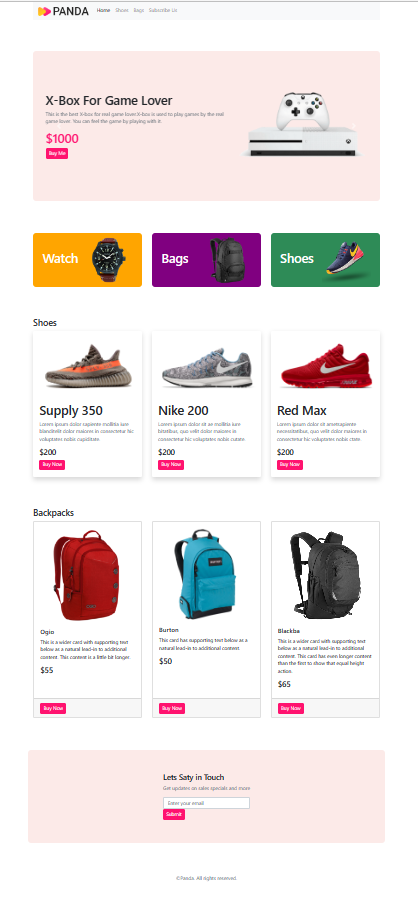 PANDA Home Shoes Bags Subscribe Us
X-Box For Game Lover
This is the best X-box for real game lover.X-box is used to play games by the real
game lover. You can feel the game by playing with it
$1000
Buy Me
Watch
Bags
Shoes
Shoes
Supply 350
Lorem ipsum dolor sapiente mollitia iure
blanditiis dolor maiores in consectetur hic
voluptates nobis cupiditate.
$200
Buy Now
Nike 200
Lorem ipsum dolor sit ae mollitia iure
bitatibus, quo velit dolor maiores in
consectetur hic voluptates nobis cutate.
$200
Buy Now
Red Max
Lorem ipsum dolor sit ametsapiente
necessitatibus, quo velit dolor maiores in
consectetur hic voluptates nobis ctate.
$200
Buy Now
Backpacks
Ogio
This is a wider card with supporting text
below as a natural lead-in to additional
content. This content is a little bit longer.
$55
Buy Now
Burton
This card has supporting text below as a
natural lead-in to additional content.
$50
Buy Now
Blackba
This is a wider card with supporting text
below as a natural lead-in to additional
content. This card has even longer content
than the first to show that equal height
action.
$65
Buy Now
Lets Saty in Touch
Get updates on sales specials and more
Enter your email
Submit
©Panda. All rights reserved.